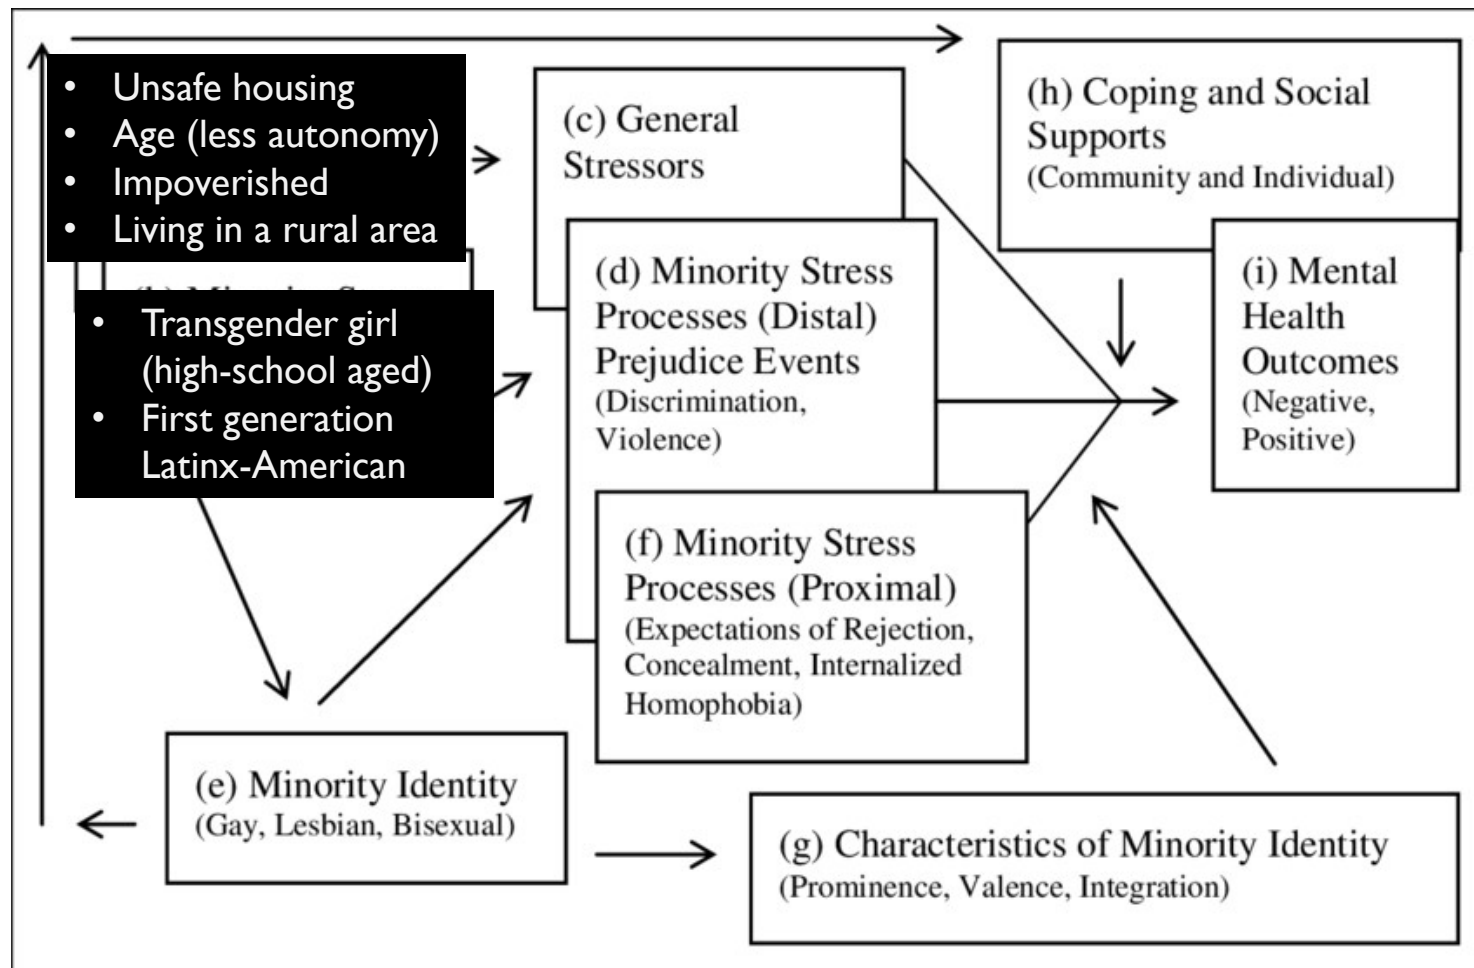 • Unsafe housing
• Age (less autonomy)
• Impoverished
• Living in a rural area
• Transgender girl
(high-school aged)
• First generation
Latinx-American
(c) General
Stressors
(d) Minority Stress
Processes (Distal)
Prejudice Events
(Discrimination,
Violence)
(f) Minority Stress
Processes (Proximal)
(Expectations of Rejection,
Concealment, Internalized
Homophobia)
(h) Coping and Social
Supports
(Community and Individual)
(i) Mental
Health
Outcomes
(Negative,
Positive)
(e) Minority Identity
(Gay, Lesbian, Bisexual)
(g) Characteristics of Minority Identity
(Prominence, Valence, Integration)